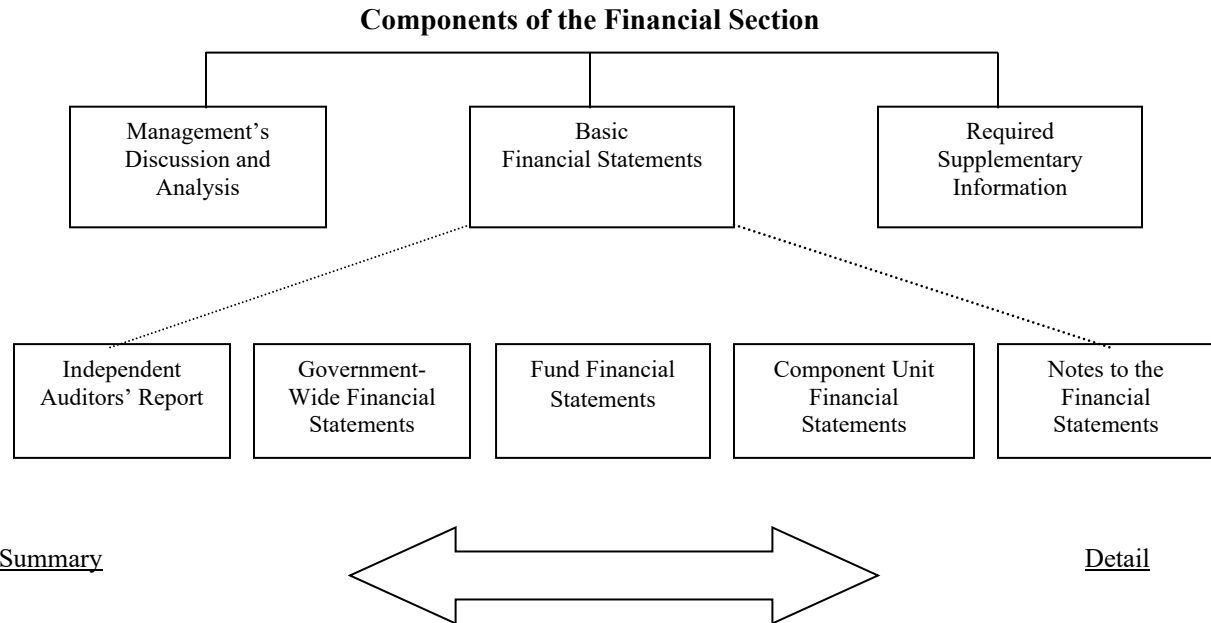 Components of the Financial Section
Management’s
Discussion and
Analysis
Basic
Financial Statements
Required
Supplementary
Information
Independent
Auditors’ Report
Government-
Wide Financial
Statements
Fund Financial
Statements
Component Unit
Financial
Statements
Notes to the
Financial
Statements
Summary
Detail